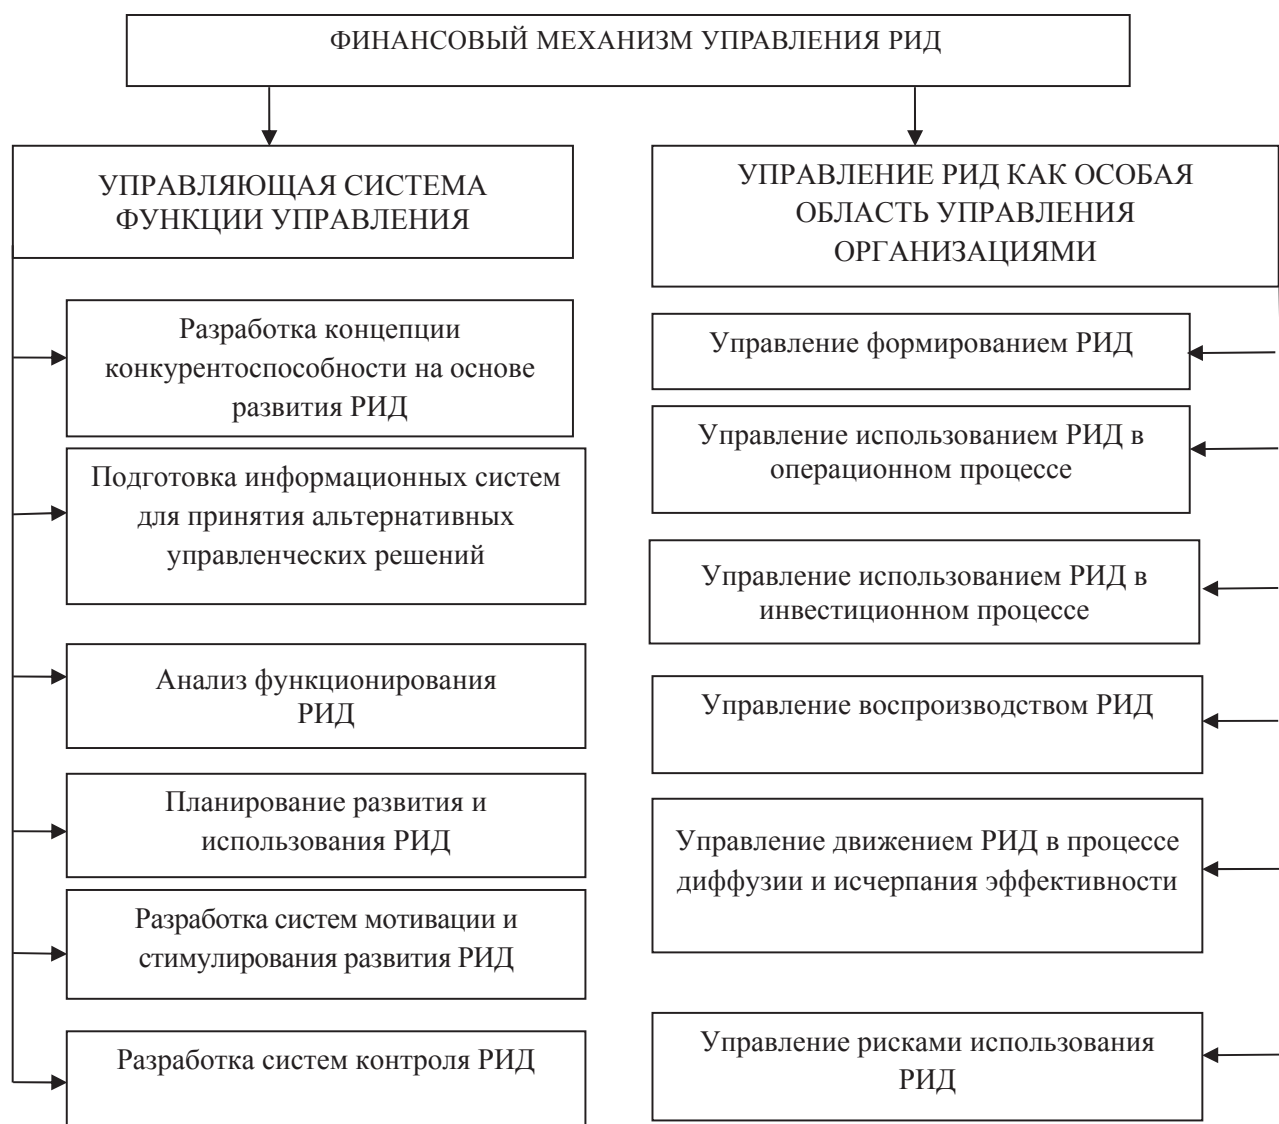 ФИНАНСОВЫЙ МЕХАНИЗМ УПРАВЛЕНИЯ РИД
УПРАВЛЯЮЩАЯ СИСТЕМА
ФУНКЦИИ УПРАВЛЕНИЯ
Разработка концепции
конкурентоспособности на основе
развития РИД
Подготовка информационных систем
для принятия альтернативных
управленческих решений
Анализ функционирования
РИД
Планирование развития и
использования РИД
Разработка систем мотивации и
стимулирования развития РИД
Разработка систем контроля РИД
УПРАВЛЕНИЕ РИД КАК ОСОБАЯ
ОБЛАСТЬ УПРАВЛЕНИЯ
ОРГАНИЗАЦИЯМИ
Управление формированием РИД
Управление использованием РИД в
операционном процессе
Управление использованием РИД в
инвестиционном процессе
Управление воспроизводством РИД
Управление движением РИД в процессе
диффузии и исчерпания эффективности
Управление рисками использования
РИД